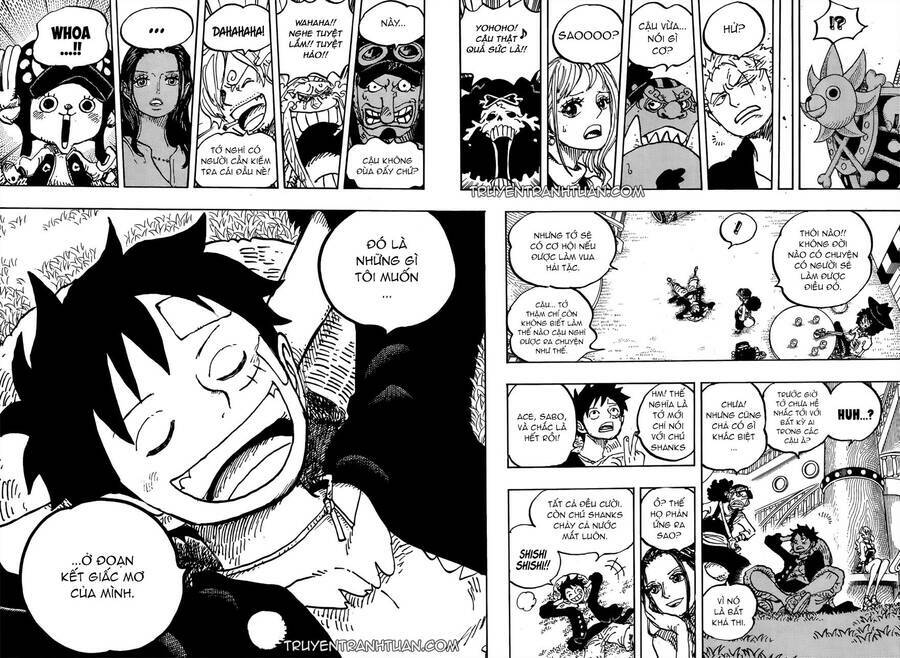 !?
HỬ?
CẬU VỪA...
NÓI GÌ
CƠ?
SAOOOO?
YOHOHO! ♪
CẬU THẬT
QUÁ SỨC LÀ!!
NÀY...
CẬU KHÔNG
ĐÙA ĐẤY CHỨ?
WAHAHA!!
NGHE TUYỆT
LẮM!! TUYỆT
HẢO!!
DAHAHAHA!
TỚ NGHĨ CÓ
NGƯỜI CẦN KIỂM
TRA CÁI ĐẦU NÈ!
...
WHOA
...!!
TRUYENTRANHTUAN.COM
THÔI NÀO!!
KHÔNG ĐỜI
NÀO CÓ CHUYỆN
CÓ NGƯỜI SẼ
LÀM ĐƯỢC
ĐIỀU ĐÓ.
!
NHƯNG TỚ SẼ
CÓ CƠ HỘI NẾU
ĐƯỢC LÀM VUA
HẢI TẶC.
CẬU... TỚ
THẬM CHÍ CÒN
KHÔNG BIẾT LÀM
THẾ NÀO CẬU NGHĨ
ĐƯỢC RA CHUYỆN
NHƯ THẾ.
HUH...?
TRƯỚC GIỜ
TỚ CHƯA HỀ
NHẮC TỚI VỚI
BẤT KỲ AI
TRONG CÁC
CẬU À?
CHƯA!
NHƯNG CŨNG
CHẢ CÓ GÌ
KHÁC BIỆT
...
VÌ NÓ
LÀ BẤT
KHẢ THI.
HM! THẾ
NGHĨA LÀ
TỚ MỚI
CHỈ NÓI
VỚI CHÚ
SHANKS
ACE, SABO,
VÀ CHẮC LÀ
HẾT RỒI!
Ồ? THẾ
HỌ PHẢN
ỨNG RA
SAO?
TẤT CẢ ĐỀU CƯỜI.
CÒN CHÚ SHANKS
CHẢY CẢ NƯỚC
MẮT LUÔN.
SHISHI
SHISHI!!
ĐÓ LÀ
NHỮNG GÌ
TÔI MUỐN
...
...Ở ĐOẠN
KẾT GIẤC MƠ
CỦA MÌNH.
TRUYENTRANHTUAN.COM